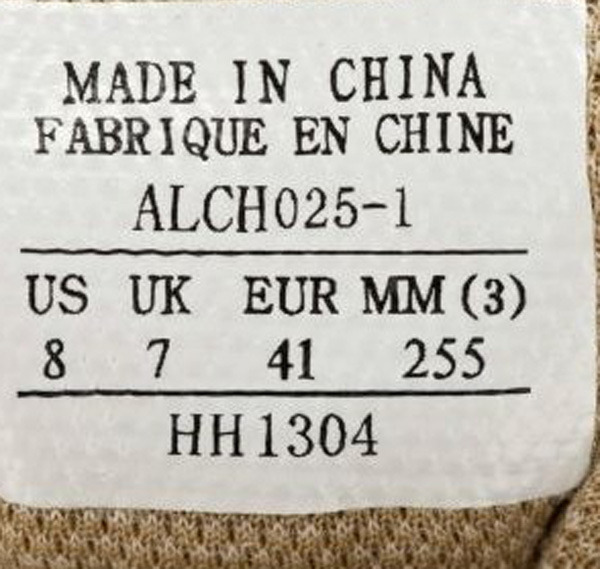 MADE IN CHINA
FABRIQUE EN CHINE
ALCH025-1
US UK EUR MM (3)
8 7 41 255
HH1304